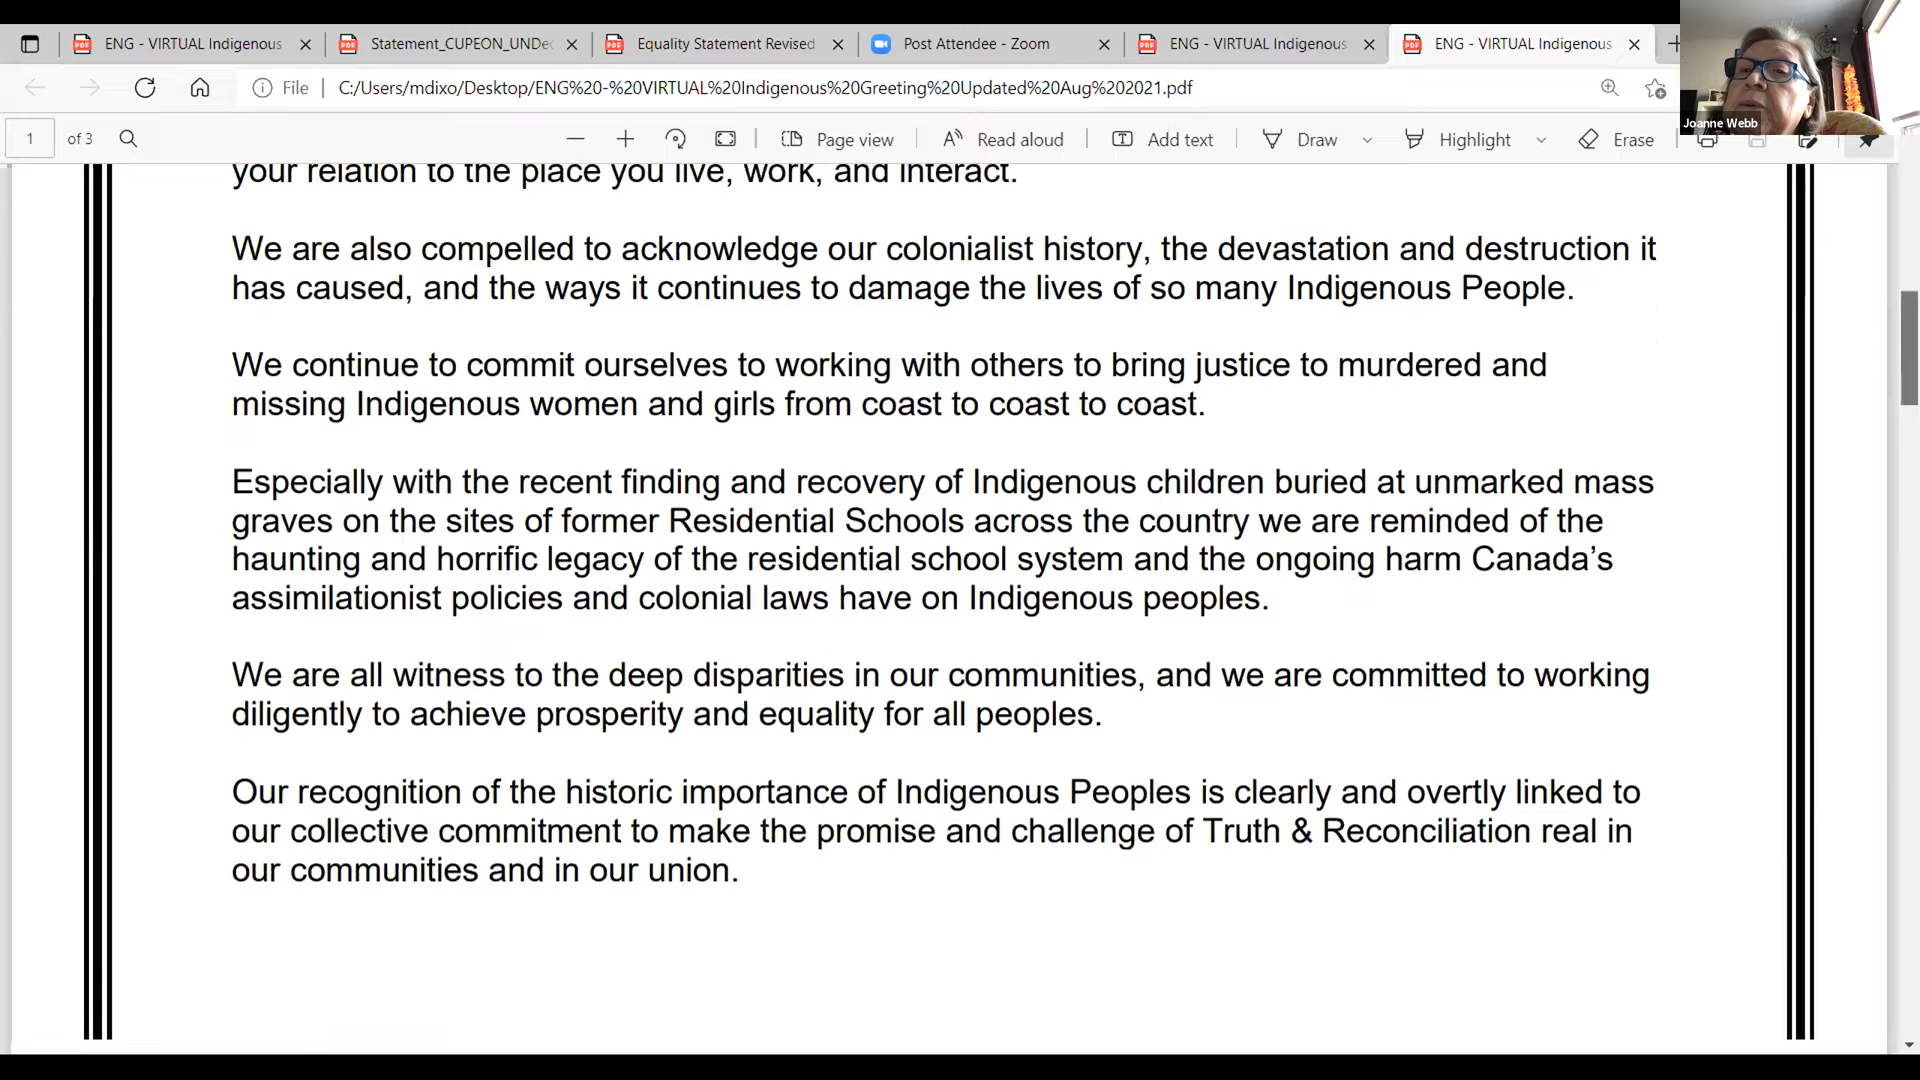 ENG - VIRTUAL Indigenous
Statement_CUPEON_UNDec
Equality Statement Revised
Post Attendee - Zoom
ENG - VIRTUAL Indigenous
ENG - VIRTUAL Indigenous
File
C:/Users/mdixo/Desktop/ENG%20-%20VIRTUAL%20Indigenous%20Greeting%20Updated%20Aug%202021.pdf
Joanne Webb
1 of 3
Page view
Read aloud
Add text
Draw
Highlight
Erase
your relation to the place you live, work, and interact.
We are also compelled to acknowledge our colonialist history, the devastation and destruction it
has caused, and the ways it continues to damage the lives of so many Indigenous People.
We continue to commit ourselves to working with others to bring justice to murdered and
missing Indigenous women and girls from coast to coast to coast.
Especially with the recent finding and recovery of Indigenous children buried at unmarked mass
graves on the sites of former Residential Schools across the country we are reminded of the
haunting and horrific legacy of the residential school system and the ongoing harm Canada’s
assimilationist policies and colonial laws have on Indigenous peoples.
We are all witness to the deep disparities in our communities, and we are committed to working
diligently to achieve prosperity and equality for all peoples.
Our recognition of the historic importance of Indigenous Peoples is clearly and overtly linked to
our collective commitment to make the promise and challenge of Truth & Reconciliation real in
our communities and in our union.